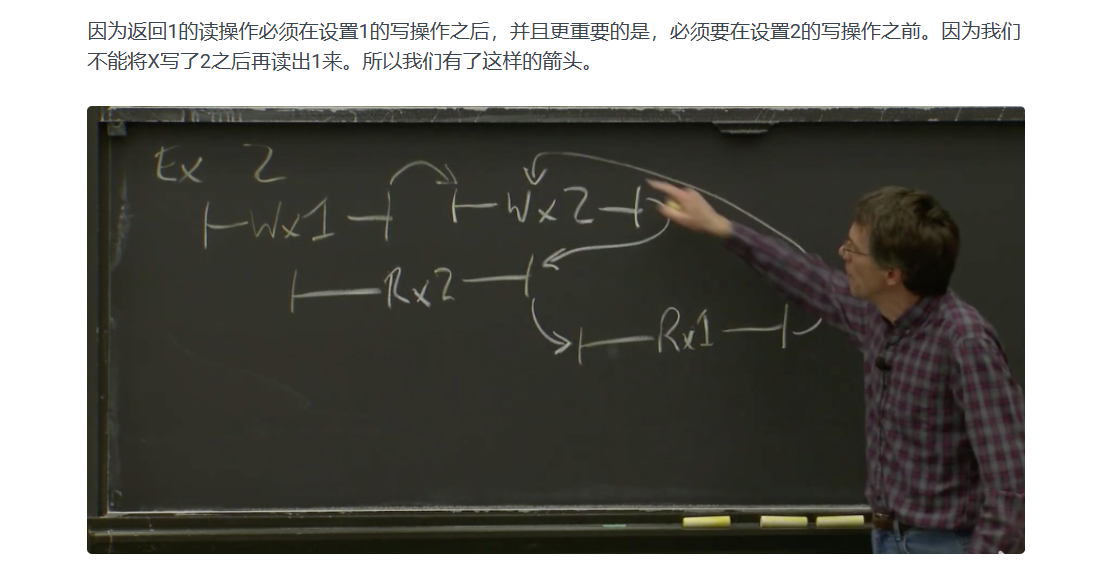 因为返回1的读操作必须在设置1的写操作之后，并且更重要的是，必须要在设置2的写操作之前。因为我们
不能将X写了2之后再读出1来。所以我们有了这样的箭头。
Ex 2
Wx1 Wx2
Rx2
Rx1